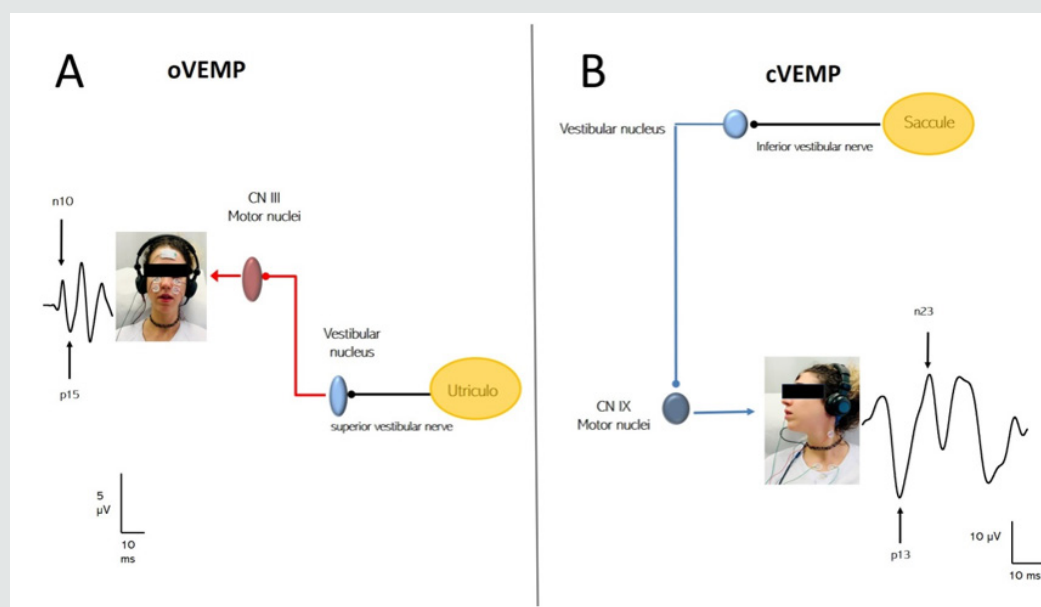 A
oVEMP
n10
p15
CN III
Motor nuclei
Vestibular
nucleus
Utriculo
superior vestibular nerve
5
µV
10
ms
B
cVEMP
Vestibular nucleus
Saccule
Inferior vestibular nerve
CN IX
Motor nuclei
n23
p13
10 µV
10 ms